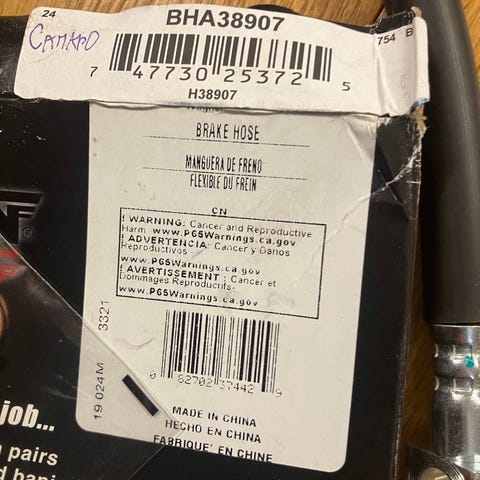 24
BHA38907
CAMARO
754 B
7 47730 25372 5
H38907
Wagner
BRAKE HOSE
MANGUERA DE FRENO
FLEXIBLE DU FREIN
CN
! WARNING: Cancer and Reproductive
Harm- www.P65Warnings.ca.gov
! ADVERTENCIA: Cancer y Danos
Reproductivos-
www.P65Warnings.ca.gov
! AVERTISSEMENT : Cancer et
Dommages Reproductifs-
www.P65Warnings.ca.gov
3321
19 024M
0 82702 37442 9
MADE IN CHINA
HECHO EN CHINA
FABRIQUE' EN CHINE
®
job...
pairs